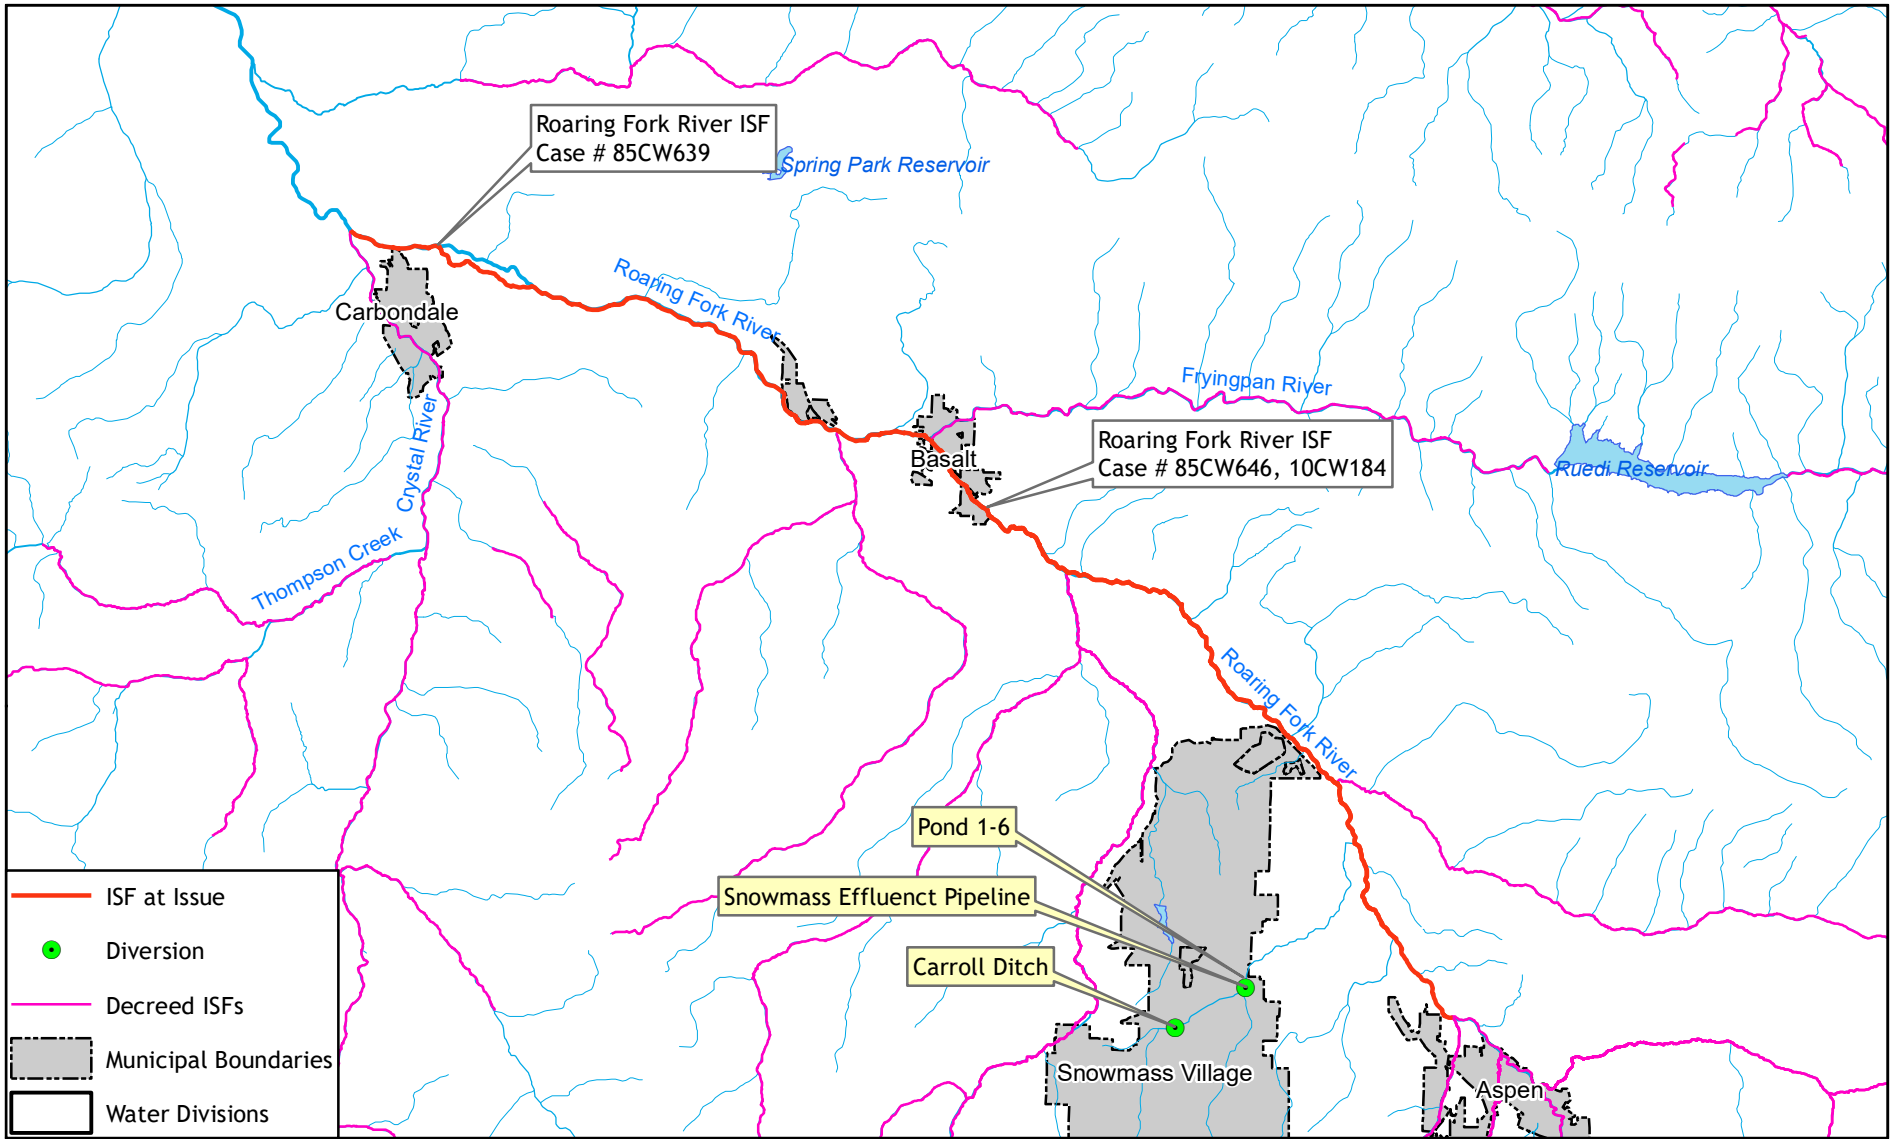 Roaring Fork River ISF
Case # 85CW639
Spring Park Reservoir
Roaring Fork River
Carbondale
Fryingpan River
Roaring Fork River ISF
Case # 85CW646, 10CW184
Basalt
Ruedi Reservoir
Crystal River
Thompson Creek
Roaring Fork River
Pond 1-6
Snowmass Effluenct Pipeline
Carroll Ditch
Snowmass Village
Aspen
ISF at Issue
Diversion
Decreed ISFs
Municipal Boundaries
Water Divisions